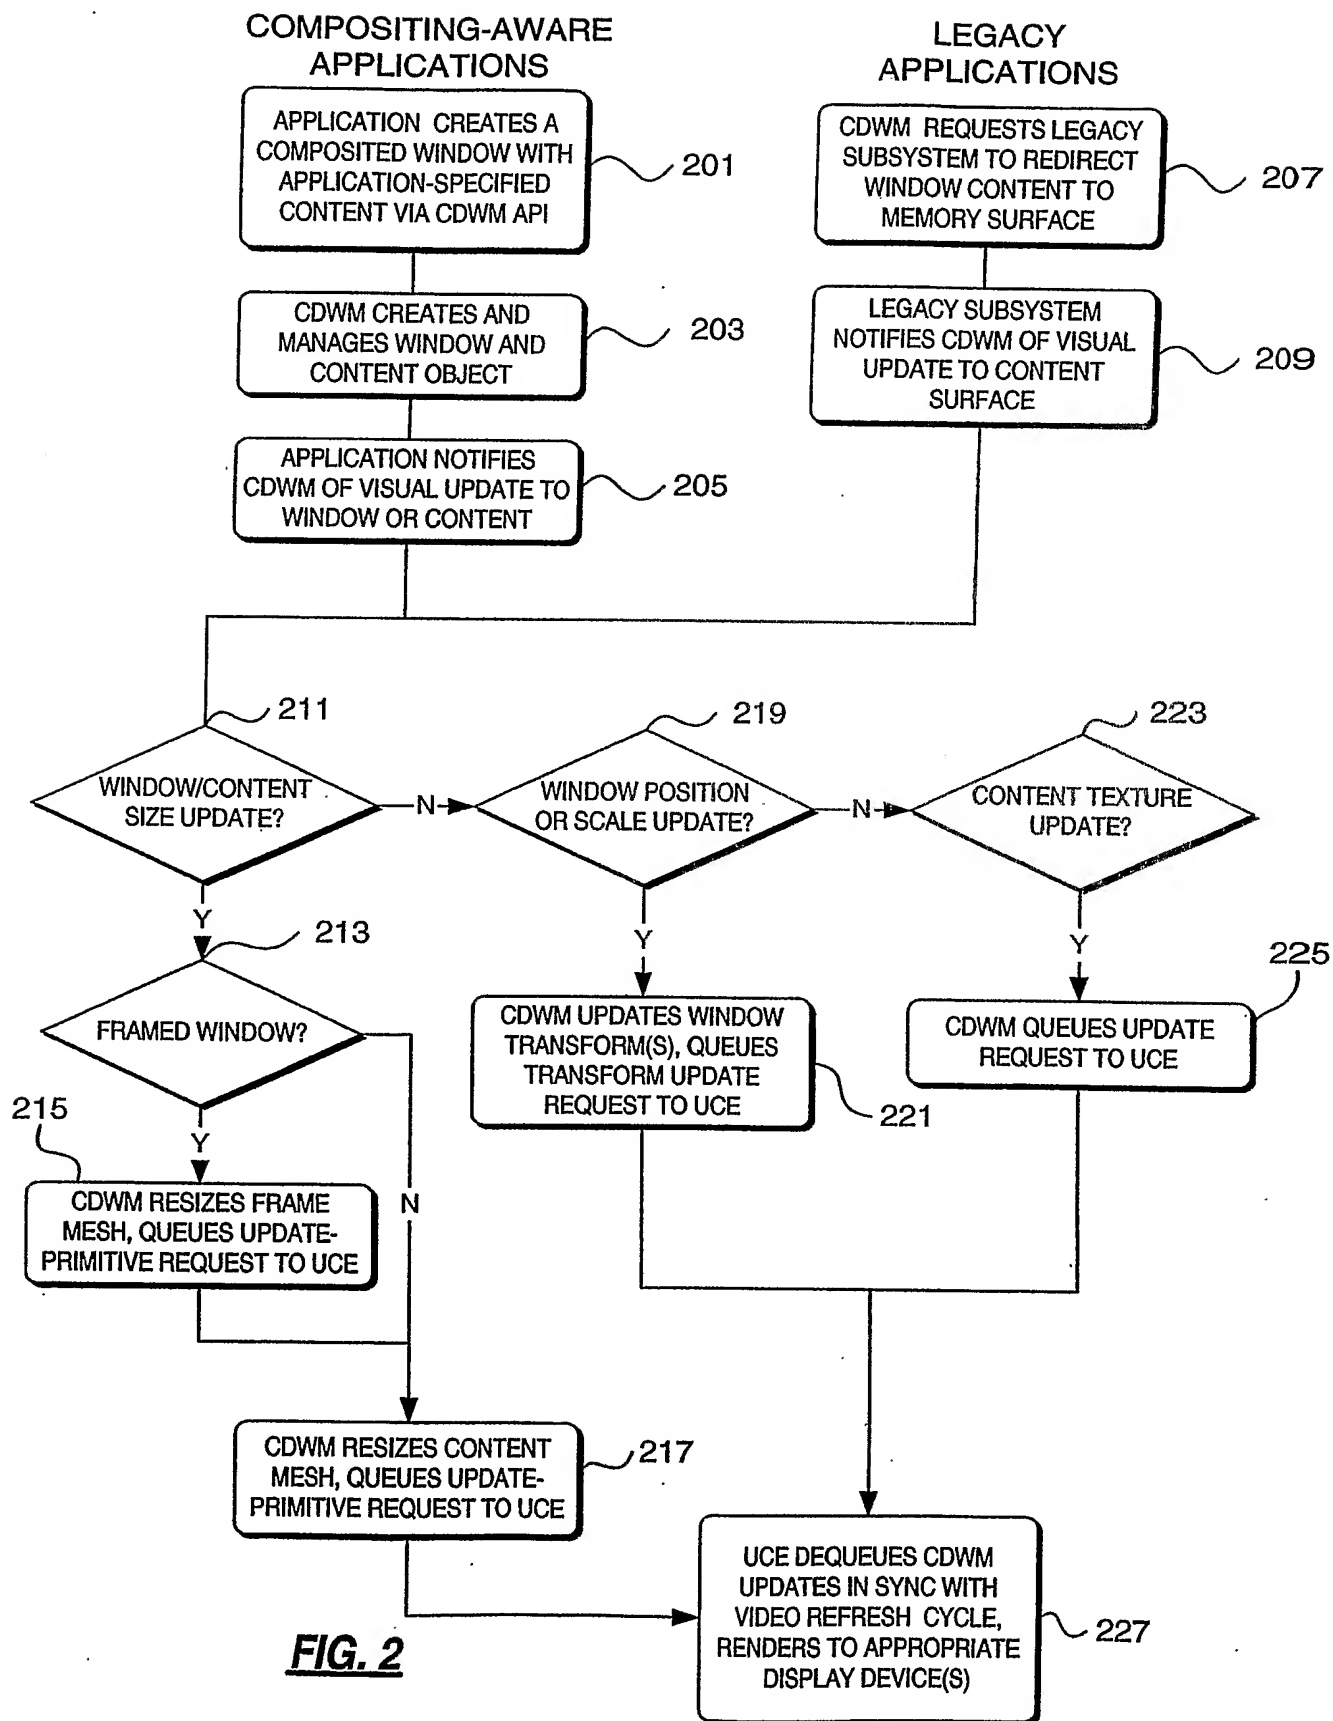 COMPOSITING-AWARE
APPLICATIONS
LEGACY
APPLICATIONS
APPLICATION CREATES A
COMPOSITED WINDOW WITH
APPLICATION-SPECIFIED
CONTENT VIA CDWM API
201
CDWM REQUESTS LEGACY
SUBSYSTEM TO REDIRECT
WINDOW CONTENT TO
MEMORY SURFACE
207
CDWM CREATES AND
MANAGES WINDOW AND
CONTENT OBJECT
203
LEGACY SUBSYSTEM
NOTIFIES CDWM OF VISUAL
UPDATE TO CONTENT
SURFACE
209
APPLICATION NOTIFIES
CDWM OF VISUAL UPDATE TO
WINDOW OR CONTENT
205
211
WINDOW/CONTENT
SIZE UPDATE?
N
219
WINDOW POSITION
OR SCALE UPDATE?
N
223
CONTENT TEXTURE
UPDATE?
Y
213
FRAMED WINDOW?
Y
N
215
CDWM RESIZES FRAME
MESH, QUEUES UPDATE-
PRIMITIVE REQUEST TO UCE
Y
CDWM UPDATES WINDOW
TRANSFORM(S), QUEUES
TRANSFORM UPDATE
REQUEST TO UCE
221
Y
225
CDWM QUEUES UPDATE
REQUEST TO UCE
CDWM RESIZES CONTENT
MESH, QUEUES UPDATE-
PRIMITIVE REQUEST TO UCE
217
UCE DEQUEUES CDWM
UPDATES IN SYNC WITH
VIDEO REFRESH CYCLE,
RENDERS TO APPROPRIATE
DISPLAY DEVICE(S)
227
FIG. 2